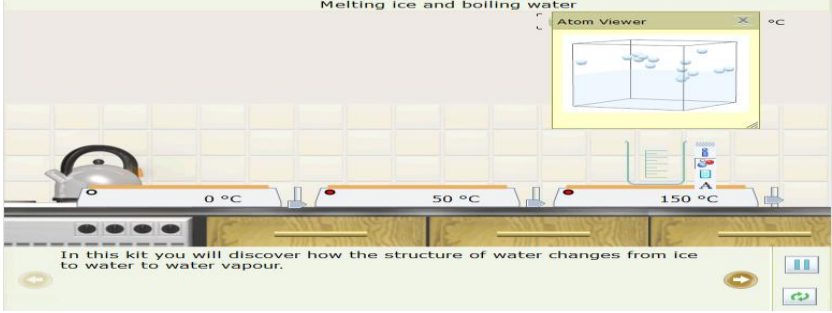 Melting ice and boiling water
Atom Viewer
°C
0 °C
50 °C
150 °C
A
In this kit you will discover how the structure of water changes from ice
to water to water vapour.